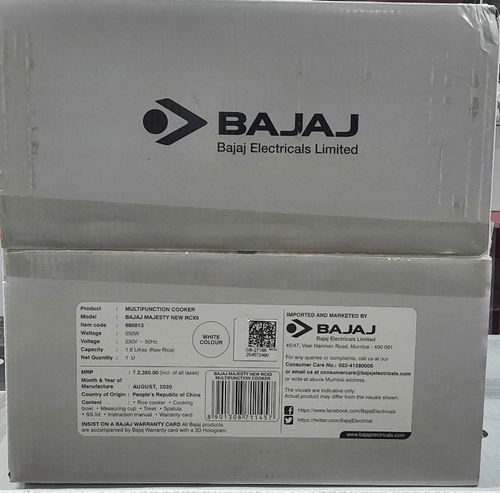 BAJAJ
Bajaj Electricals Limited
Product : MULTIFUNCTION COOKER
Model : BAJAJ MAJESTY NEW RCX5
Item code : 680013
Wattage : 550W
Voltage : 230V ~ 50Hz
Capacity : 1.8 Litres (Raw Rice)
Net Quantity : 1 U
WHITE
COLOUR
MRP : ₹ 2,350.00 (incl. of all taxes)
Month & Year of
Manufacture : AUGUST, 2020
Country of Origin : People's Republic of China
Content : • Rice cooker • Cooking
bowl • Measuring cup • Trivet • Spatula
• SS lid • Instruction manual • Warranty card
BAJAJ MAJESTY NEW RCX5
MULTIFUNCTION COOKER
8 901308 711457
INSIST ON A BAJAJ WARRANTY CARD All Bajaj products
are accompanied by Bajaj Warranty card with a 3D Hologram.
IMPORTED AND MARKETED BY
BAJAJ
Bajaj Electricals Limited
45/47, Veer Nariman Road, Mumbai - 400 001
For any queries or complaints, call us at our
Consumer Care No.: 022-41280000
or email us at consumercare@bajajelectricals.com
or write at above Mumbai address.
The visuals are indicative only.
Actual product may differ from the visuals shown.
https://www.facebook.com/BajajElectricals
https://twitter.com/BajajElectrical
www.bajajelectricals.com